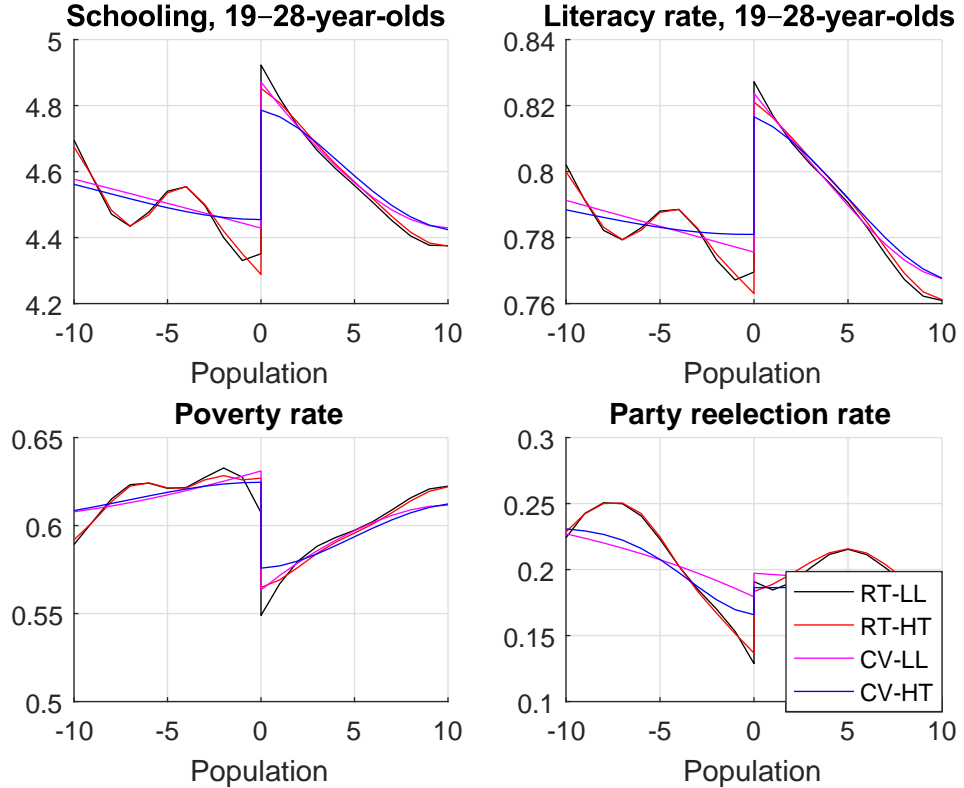 Schooling, 19−28-year-olds
5
4.8
4.6
4.4
4.2
-10 -5 0 5 10
Population
Literacy rate, 19−28-year-olds
0.84
0.82
0.8
0.78
0.76
-10 -5 0 5 10
Population
Poverty rate
0.65
0.6
0.55
0.5
-10 -5 0 5 10
Population
Party reelection rate
0.3
0.25
0.2
0.15
0.1
-10 -5 0 5 10
Population
RT-LL
RT-HT
CV-LL
CV-HT